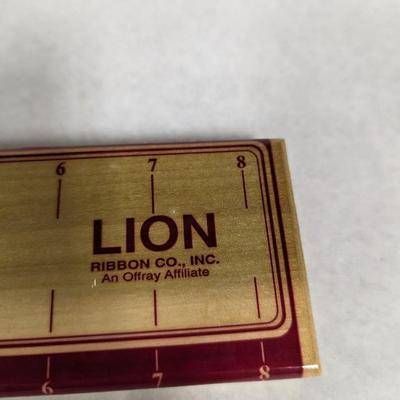 6 7 8
LION
RIBBON CO., INC.
An Offray Affiliate
6 7 8